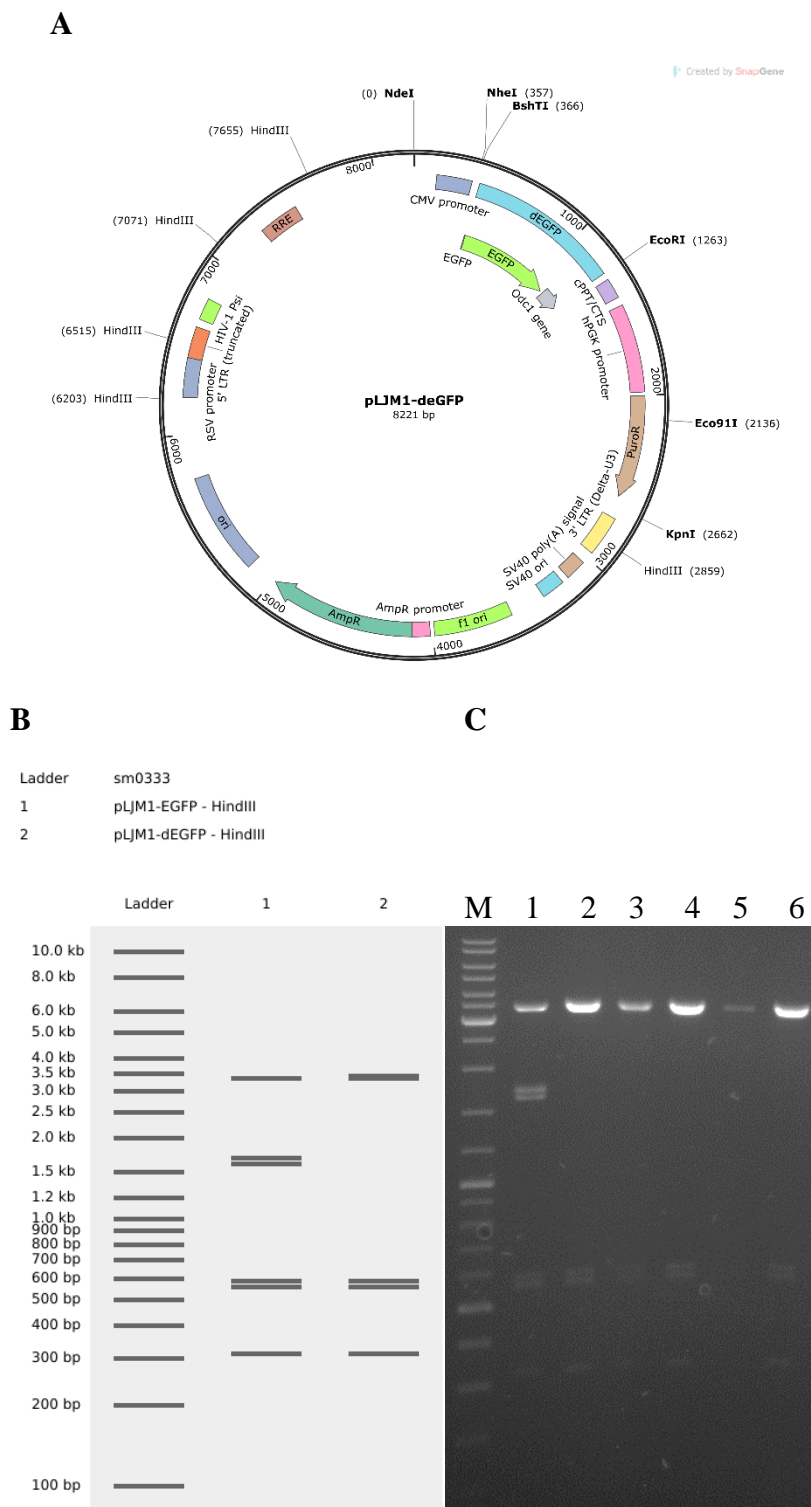 A
Created by SnapGene
(0) NdeI
NheI (357)
BshTI (366)
(7655) HindIII
8000
CMV promoter
dEGFP
1000
EcoRI (1263)
RRE
(7071) HindIII
7000
EGFP
EGFP
Odc1 gene
cPPT/CTS
hPGK promoter
HIV-1 Psi
5' LTR (truncated)
RSV promoter
(6515) HindIII
(6203) HindIII
2000
pLJM1-deGFP
8221 bp
Eco91I (2136)
PuroR
6000
3' LTR (Delta-U3)
SV40 poly(A) signal
SV40 ori
KpnI (2662)
3000
HindIII (2859)
ori
5000
AmpR
AmpR promoter
f1 ori
4000
B
C
Ladder sm0333
1 pLJM1-EGFP - HindIII
2 pLJM1-dEGFP - HindIII
Ladder 1 2
M 1 2 3 4 5 6
10.0 kb
8.0 kb
6.0 kb
5.0 kb
4.0 kb
3.5 kb
3.0 kb
2.5 kb
2.0 kb
1.5 kb
1.2 kb
1.0 kb
900 bp
800 bp
700 bp
600 bp
500 bp
400 bp
300 bp
200 bp
100 bp